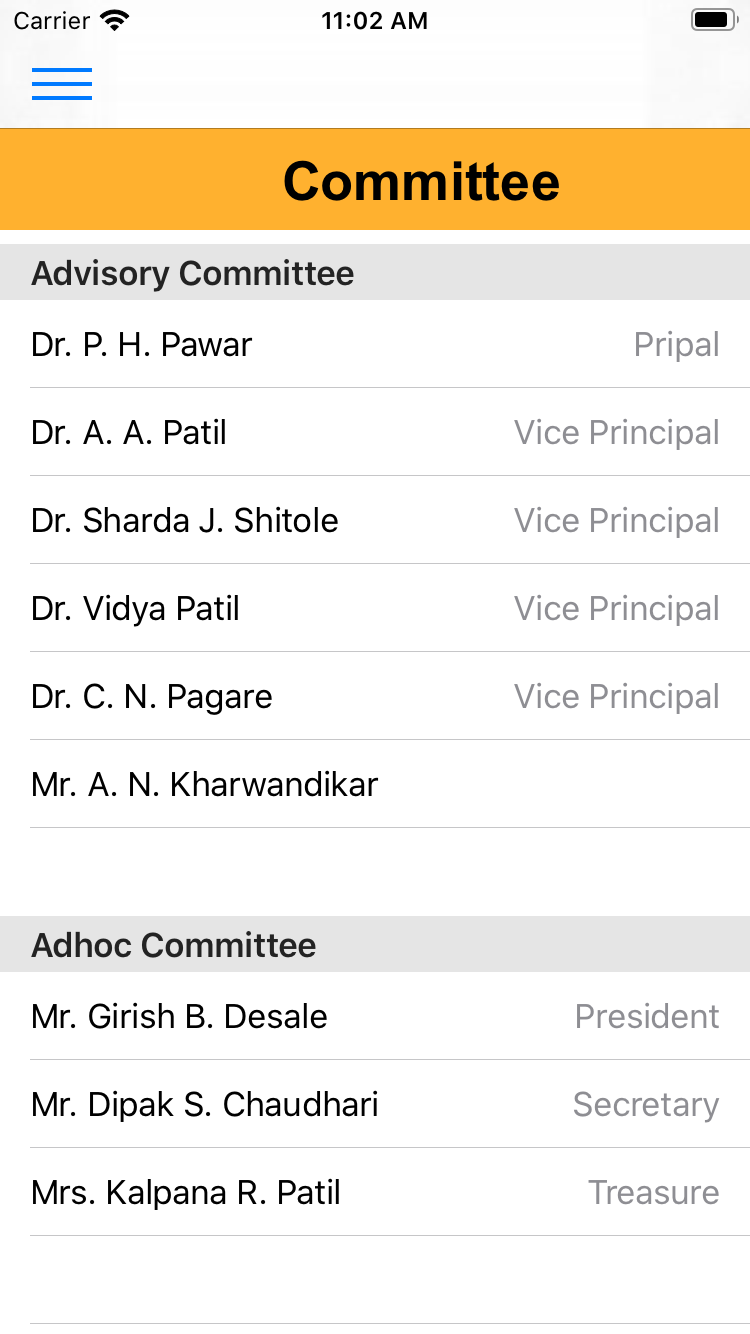 Carrier 11:02 AM
Committee
Advisory Committee
Dr. P. H. Pawar Pripal
Dr. A. A. Patil Vice Principal
Dr. Sharda J. Shitole Vice Principal
Dr. Vidya Patil Vice Principal
Dr. C. N. Pagare Vice Principal
Mr. A. N. Kharwandikar
Adhoc Committee
Mr. Girish B. Desale President
Mr. Dipak S. Chaudhari Secretary
Mrs. Kalpana R. Patil Treasure